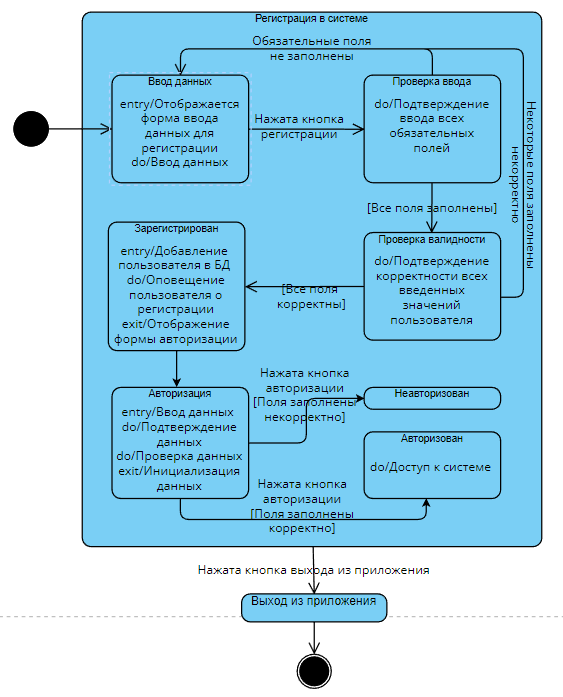 Регистрация в системе
Обязательные поля
не заполнены
Ввод данных
entry/Отображается
форма ввода
данных для
регистрации
do/Ввод данных
Нажата кнопка
регистрации
Проверка ввода
do/Подтверждение
ввода всех
обязательных
полей
Некоторые поля заполнены
некорректно
[Все поля заполнены]
Зарегистрирован
entry/Добавление
пользователя в БД
do/Оповещение
пользователя о
регистрации
exit/Отображение
формы авторизации
[Все поля
корректны]
Проверка валидности
do/Подтверждение
корректности всех
введенных
значений
пользователя
Авторизация
entry/Ввод данных
do/Подтверждение
данных
do/Проверка данных
exit/Инициализация
данных
Нажата кнопка
авторизации
[Поля заполнены
некорректно]
Неавторизован
Авторизован
do/Доступ к системе
Нажата кнопка
авторизации
[Поля заполнены
корректно]
Нажата кнопка выхода из приложения
Выход из приложения